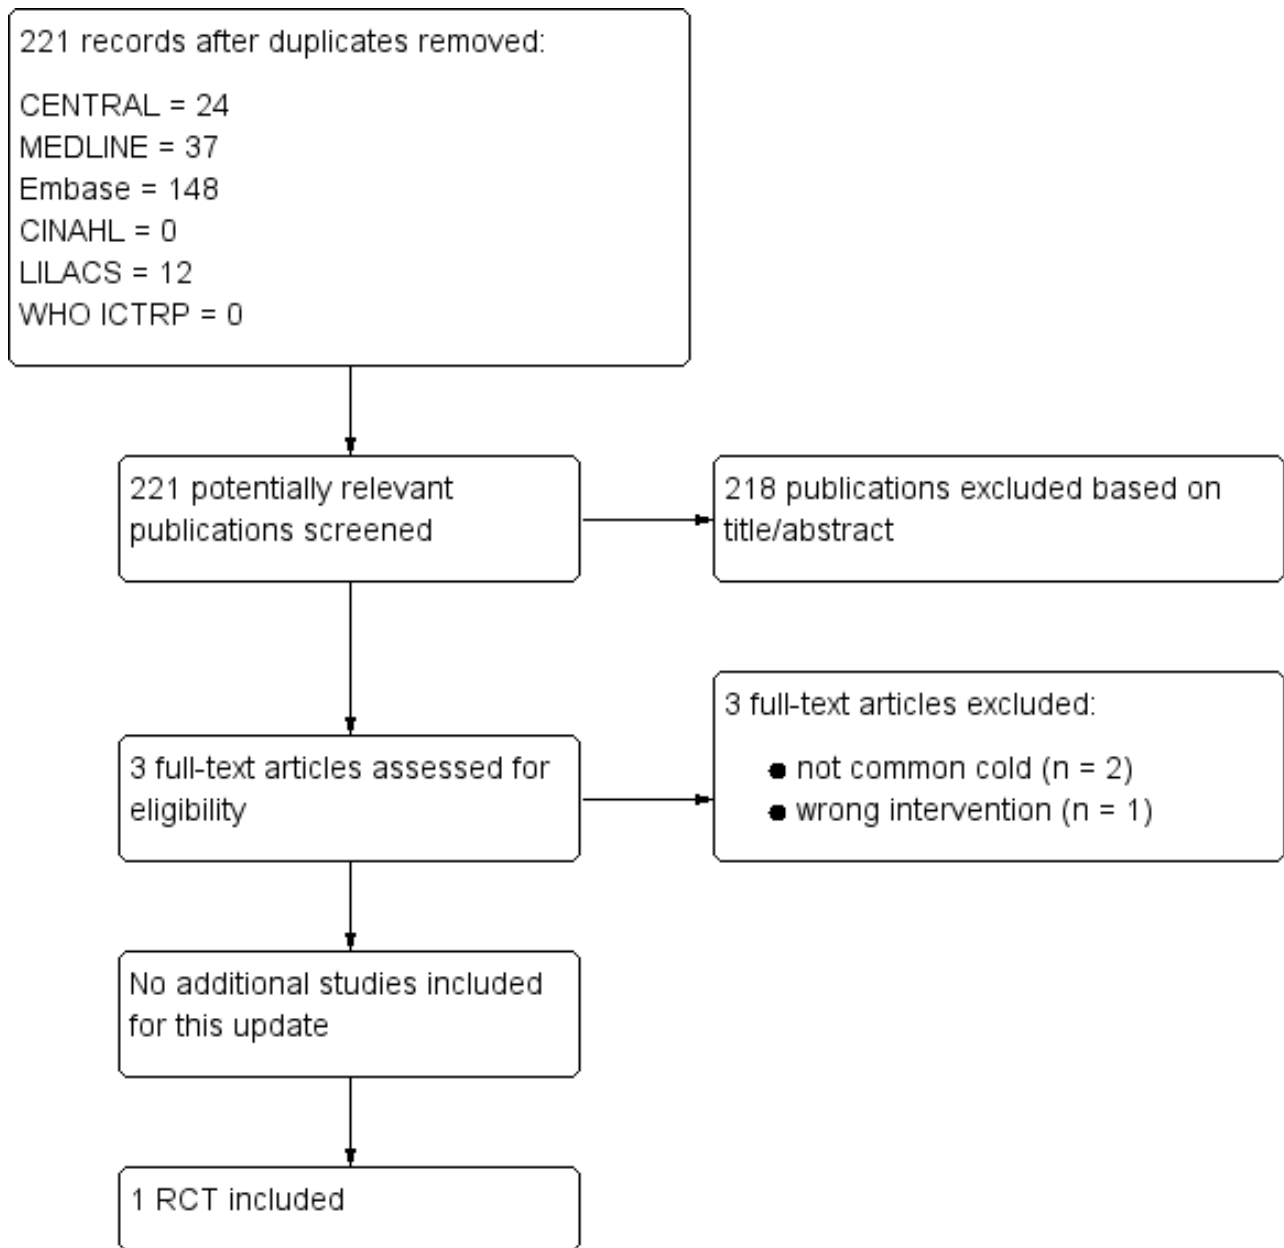 221 records after duplicates removed:
CENTRAL = 24
MEDLINE = 37
Embase = 148
CINAHL = 0
LILACS = 12
WHO ICTRP = 0
221 potentially relevant
publications screened
218 publications excluded based on
title/abstract
3 full-text articles assessed for
eligibility
3 full-text articles excluded:
● not common cold (n = 2)
● wrong intervention (n = 1)
No additional studies included
for this update
1 RCT included